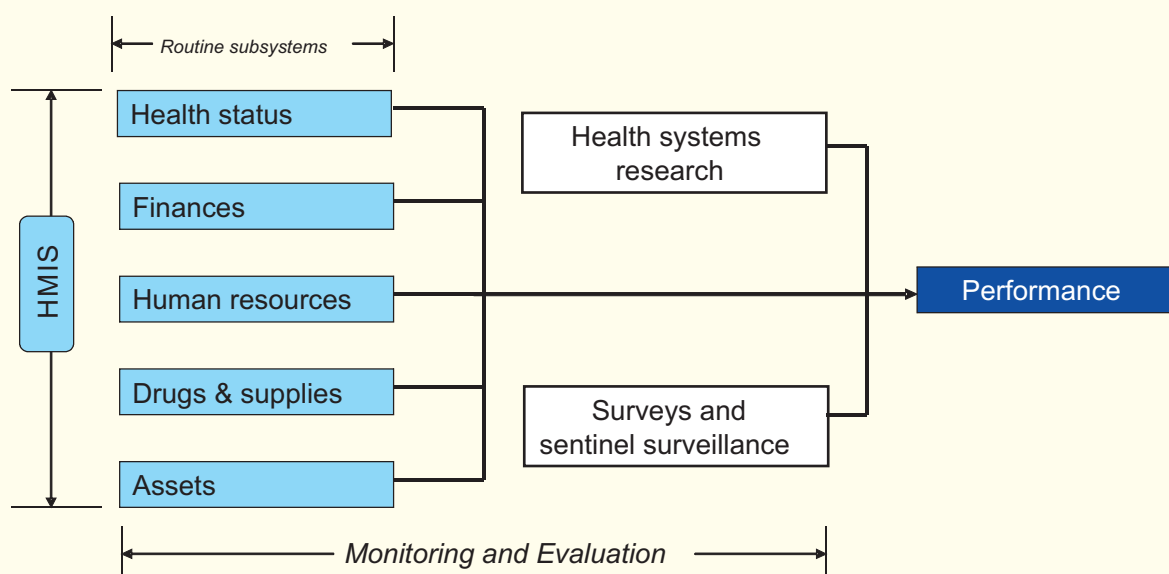 Routine subsystems
HMIS
Health status
Finances
Human resources
Drugs & supplies
Assets
Health systems
research
Surveys and
sentinel surveillance
Performance
Monitoring and Evaluation